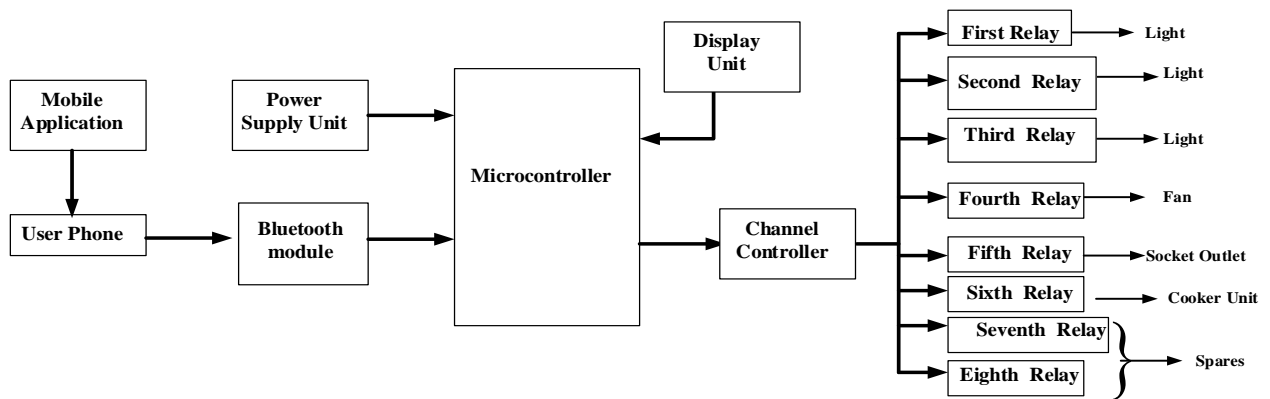 Mobile
Application
User Phone
Power
Supply Unit
Bluetooth
module
Microcontroller
Display
Unit
Channel
Controller
First Relay
Light
Second Relay
Light
Third Relay
Light
Fourth Relay
Fan
Fifth Relay
Socket Outlet
Sixth Relay
Cooker Unit
Seventh Relay
Eighth Relay
Spares